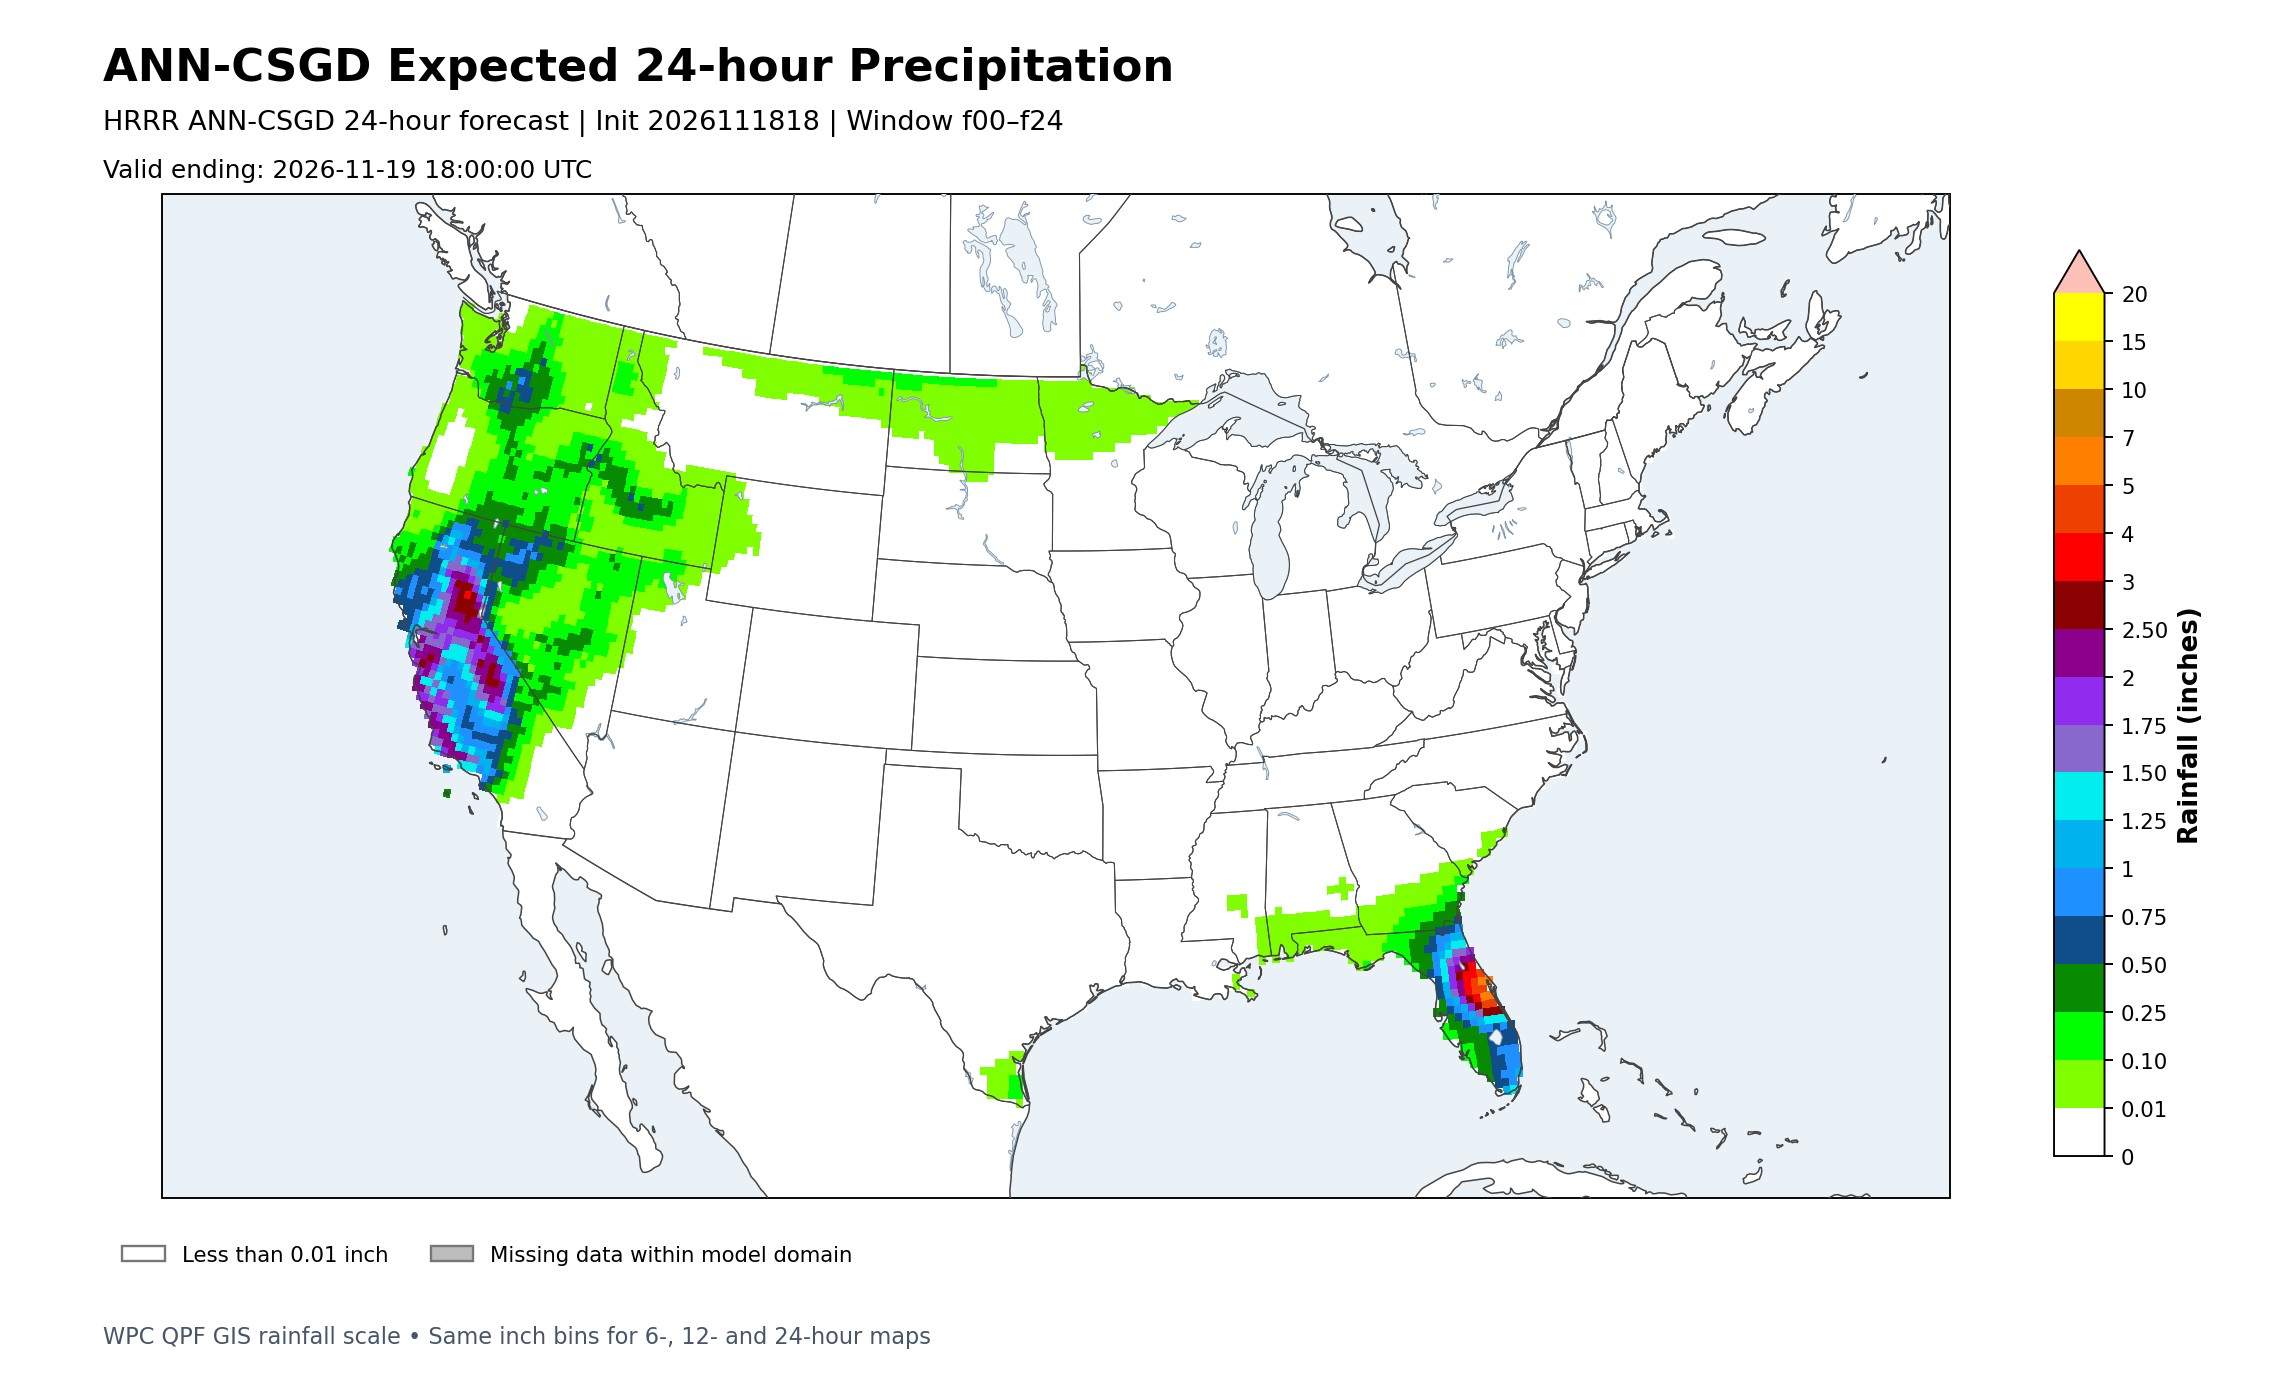 ANN-CSGD Expected 24-hour Precipitation
HRRR ANN-CSGD 24-hour forecast | Init 2026111818 | Window f00–f24
Valid ending: 2026-11-19 18:00:00 UTC
20
15
10
7
5
4
3
2.50
2
1.75
1.50
1.25
1
0.75
0.50
0.25
0.10
0.01
0
Rainfall (inches)
Less than 0.01 inch
Missing data within model domain
WPC QPF GIS rainfall scale • Same inch bins for 6-, 12- and 24-hour maps